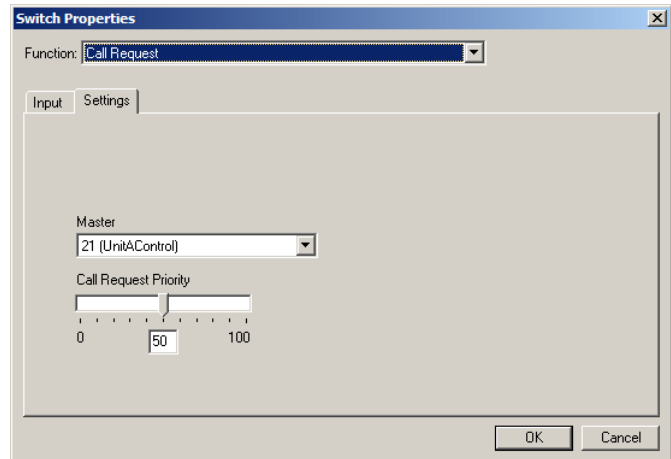 Switch Properties
Function: Call Request
Input Settings
Master
21 (UnitAControl)
Call Request Priority
0 50 100
OK Cancel